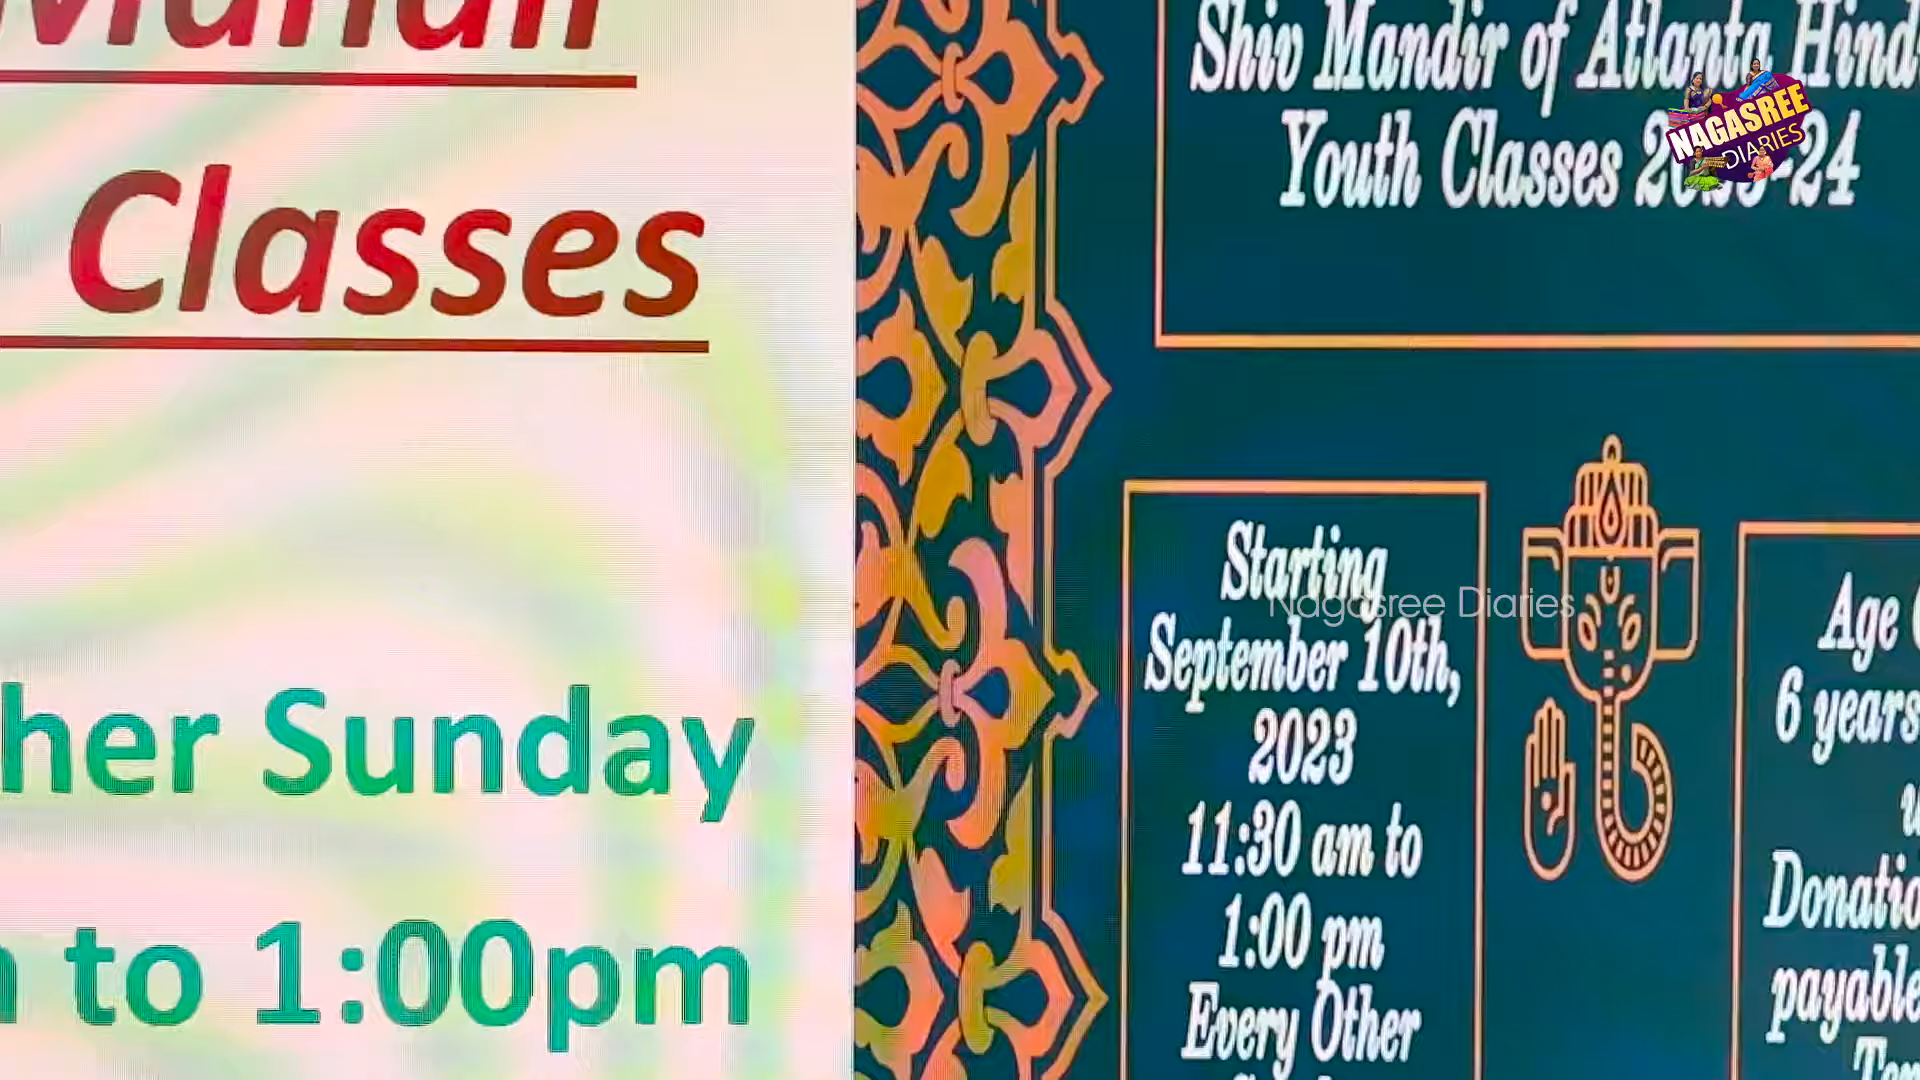 Classes
her Sunday
to 1:00pm
Shiv Mandir of Atlanta Hind
Youth Classes 24
NAGASREE
DIARIES
Starting
September 10th,
2023
11:30 am to
1:00 pm
Every Other
Nagasree Diaries
Age
6 years
Donatio
payable